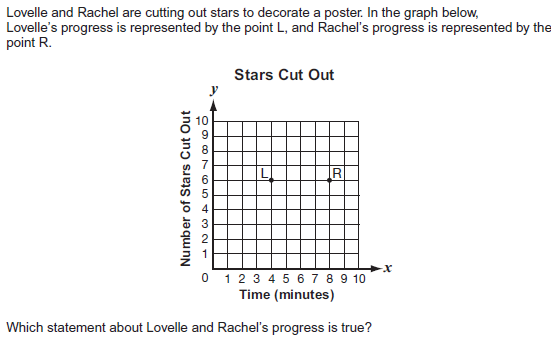 Lovelle and Rachel are cutting out stars to decorate a poster. In the graph below,
Lovelle's progress is represented by the point L, and Rachel's progress is represented by the
point R.
Stars Cut Out
y
Number of Stars Cut Out
10
9
8
7
6
5
4
3
2
1
L
R
0 1 2 3 4 5 6 7 8 9 10
x
Time (minutes)
Which statement about Lovelle and Rachel's progress is true?